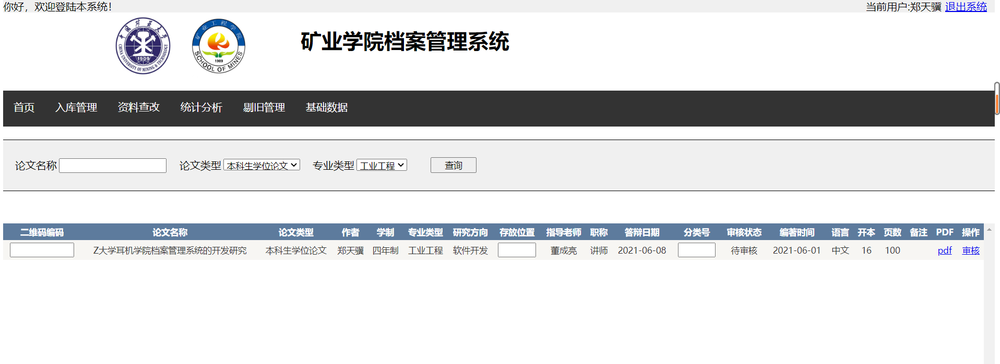 你好，欢迎登陆本系统！ 当前用户:郑天骥 退出系统
中国矿业大学 CHINA UNIVERSITY OF MINING & TECHNOLOGY 1909
矿业工程学院 SCHOOL OF MINES 1909
矿业学院档案管理系统
首页 入库管理 资料查改 统计分析 剔旧管理 基础数据
论文名称 论文类型 本科生学位论文 专业类型 工业工程 查询
二维码编码 论文名称 论文类型 作者 学制 专业类型 研究方向 存放位置 指导老师 职称 答辩日期 分类号 审核状态 编著时间 语言 开本 页数 备注 PDF 操作
Z大学耳机学院档案管理系统的开发研究 本科生学位论文 郑天骥 四年制 工业工程 软件开发 董成亮 讲师 2021-06-08 待审核 2021-06-01 中文 16 100 pdf 审核